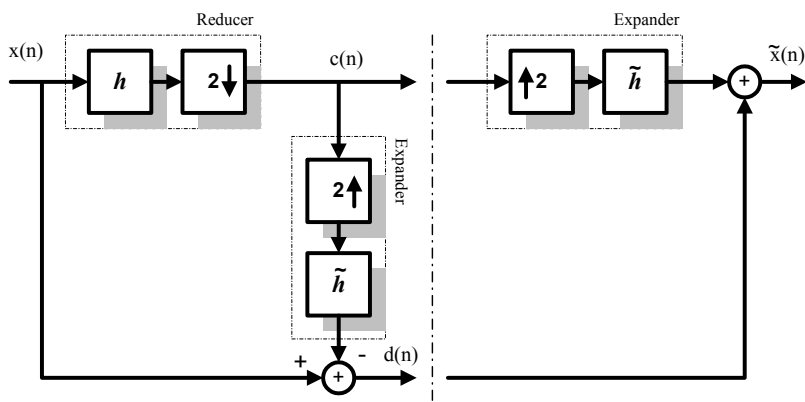 Reducer
Expander
x(n)
c(n)
x̃(n)
h
2
2
h̃
+
2
Expander
h̃
+
-
d(n)
+